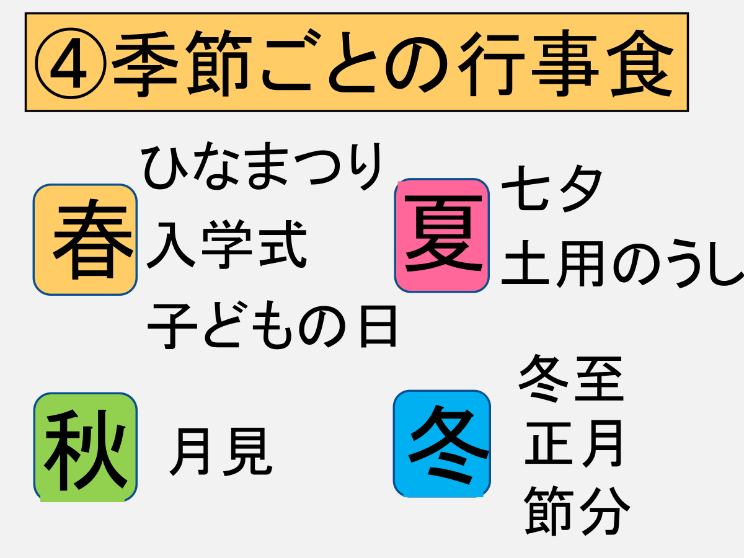 ④季節ごとの行事食
春
ひなまつり
入学式
子どもの日
夏
七夕
土用のうし
秋
月見
冬
冬至
正月
節分